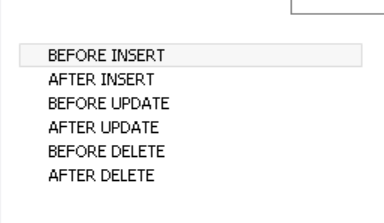 BEFORE INSERT
AFTER INSERT
BEFORE UPDATE
AFTER UPDATE
BEFORE DELETE
AFTER DELETE